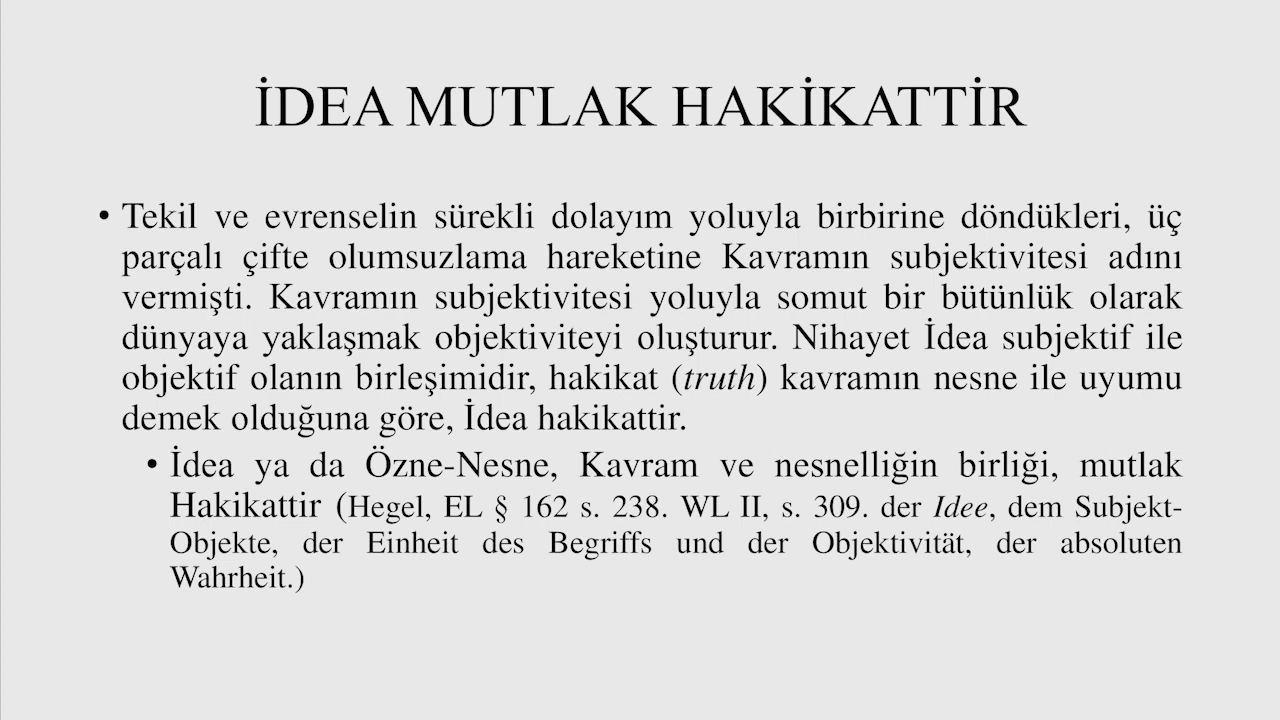 İDEA MUTLAK HAKİKATTİR
• Tekil ve evrenselin sürekli dolayım yoluyla birbirine döndükleri, üç
parçalı çifte olumsuzlama hareketine Kavramın subjektivitesi adını
vermişti. Kavramın subjektivitesi yoluyla somut bir bütünlük olarak
dünyaya yaklaşmak objektiviteyi oluşturur. Nihayet İdea subjektif ile
objektif olanın birleşimidir, hakikat (truth) kavramın nesne ile uyumu
demek olduğuna göre, İdea hakikattir.
• İdea ya da Özne-Nesne, Kavram ve nesnelliğin birliği, mutlak
Hakikattir (Hegel, EL § 162 s. 238. WL II, s. 309. der Idee, dem Subjekt-
Objekte, der Einheit des Begriffs und der Objektivität, der absoluten
Wahrheit.)